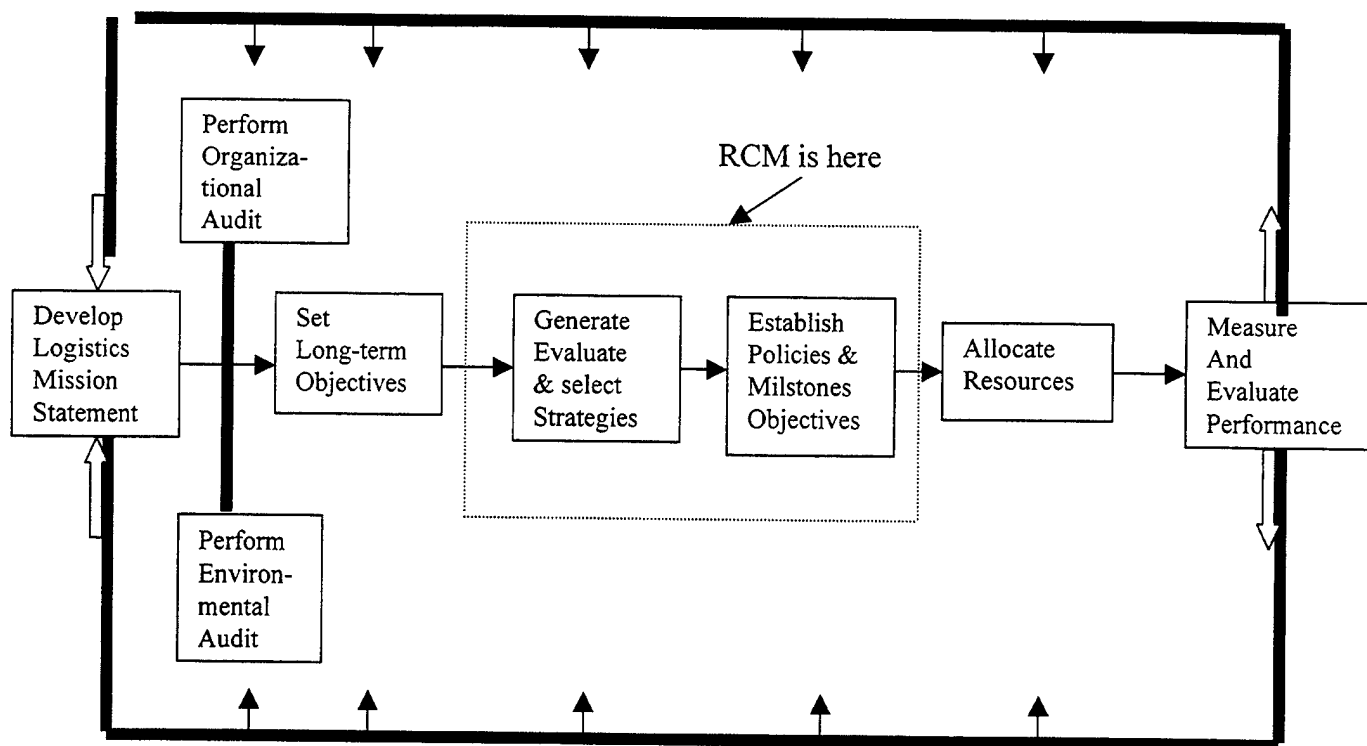 Perform
Organiza-
tional
Audit
RCM is here
Develop
Logistics
Mission
Statement
Set
Long-term
Objectives
Generate
Evaluate
& select
Strategies
Establish
Policies &
Milstones
Objectives
Allocate
Resources
Measure
And
Evaluate
Performance
Perform
Environ-
mental
Audit